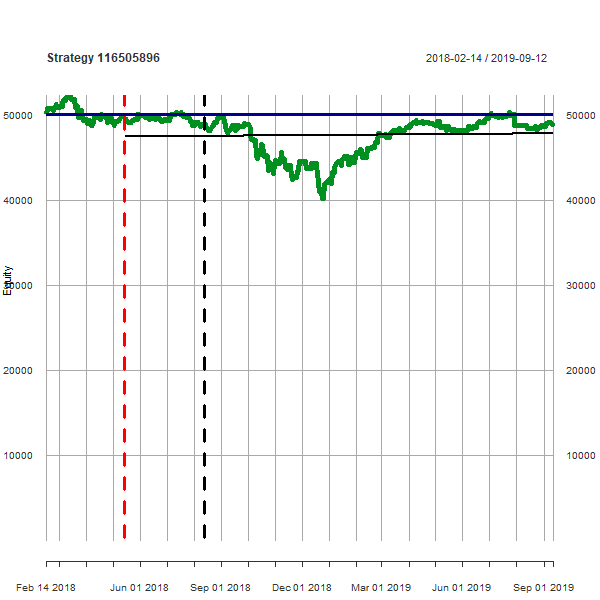 Strategy 116505896
2018-02-14 / 2019-09-12
50000 50000
40000 40000
Equity
30000 30000
20000 20000
10000 10000
Feb 14 2018 Jun 01 2018 Sep 01 2018 Dec 01 2018 Mar 01 2019 Jun 01 2019 Sep 01 2019